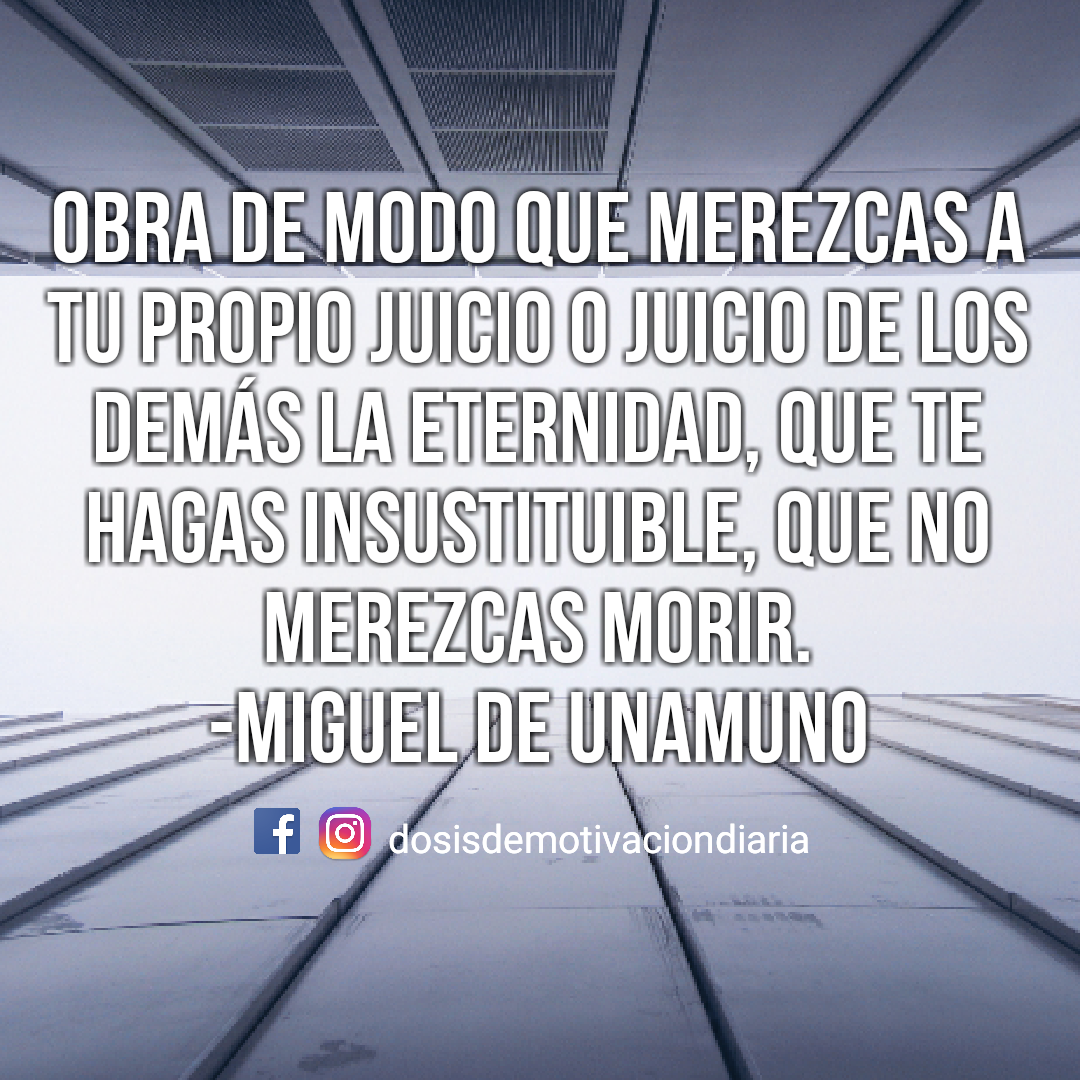 OBRA DE MODO QUE MEREZCAS A
TU PROPIO JUICIO O JUICIO DE LOS
DEMÁS LA ETERNIDAD, QUE TE
HAGAS INSUSTITUIBLE, QUE NO
MEREZCAS MORIR.
-MIGUEL DE UNAMUNO
dosisdemotivaciondiaria